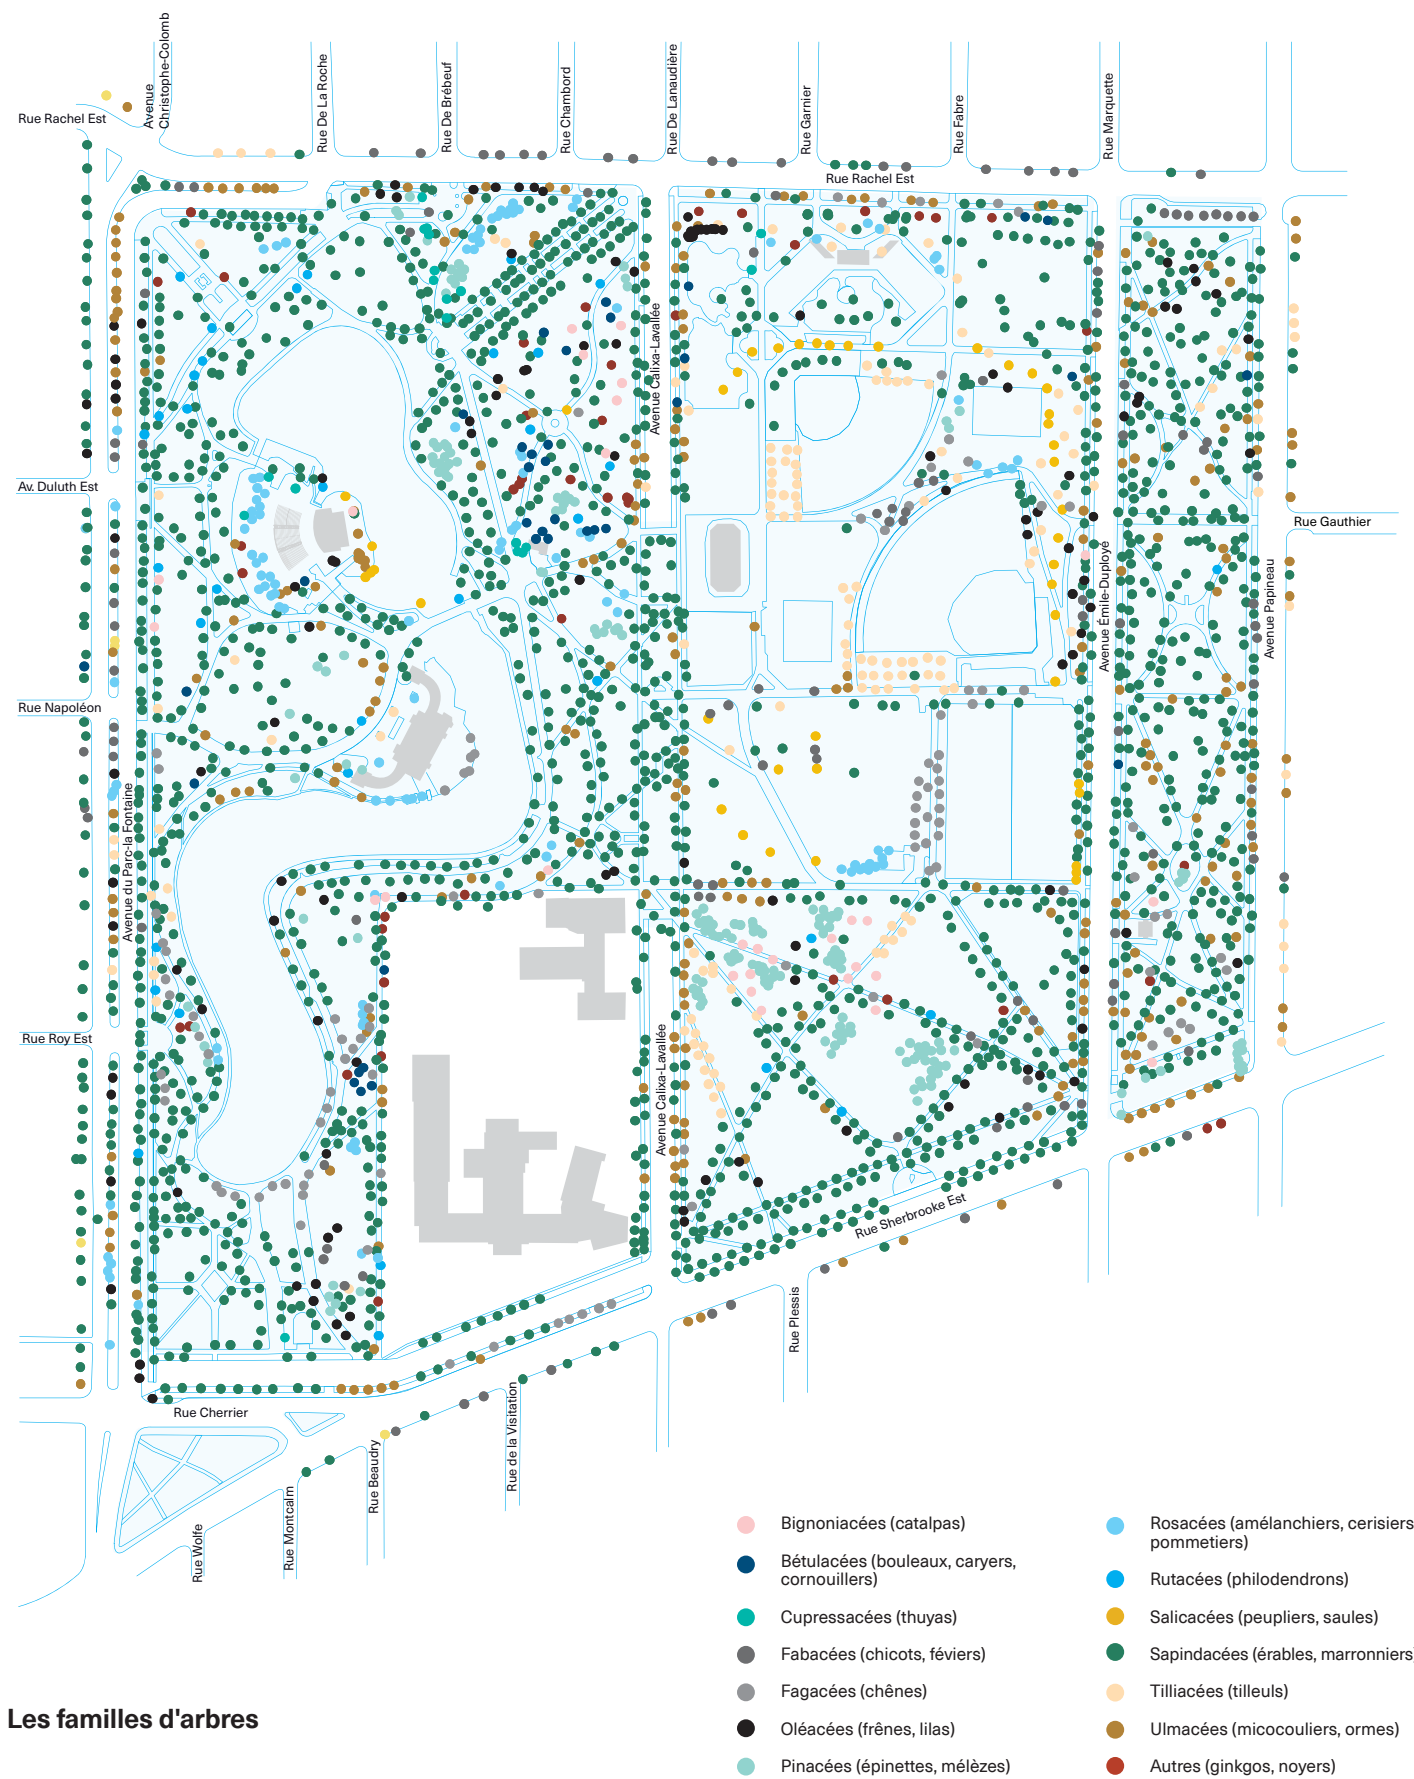 Avenue
Christophe-Colomb
Rue De La Roche
Rue De Brébeuf
Rue Chambord
Rue De Lanaudière
Rue Garnier
Rue Fabre
Rue Marquette
Rue Rachel Est
Rue Rachel Est
Avenue Calixa-Lavallée
Av. Duluth Est
Rue Gauthier
Avenue Émile-Duployé
Avenue Papineau
Rue Napoléon
Avenue du Parc-la Fontaine
Rue Roy Est
Avenue Calixa-Lavallée
Rue Sherbrooke Est
Rue Plessis
Rue Cherrier
Rue de la Visitation
Rue Beaudry
Rue Montcalm
Rue Wolfe
Bignoniacées (catalpas)
Bétulacées (bouleaux, caryers,
cornouillers)
Cupressacées (thuyas)
Fabacées (chicots, féviers)
Fagacées (chênes)
Oléacées (frênes, lilas)
Pinacées (épinettes, mélèzes)
Rosacées (amélanchiers, cerisiers
pommetiers)
Rutacées (philodendrons)
Salicacées (peupliers, saules)
Sapindacées (érables, marronniers)
Tilliacées (tilleuls)
Ulmacées (micocouliers, ormes)
Autres (ginkgos, noyers)
Les familles d'arbres